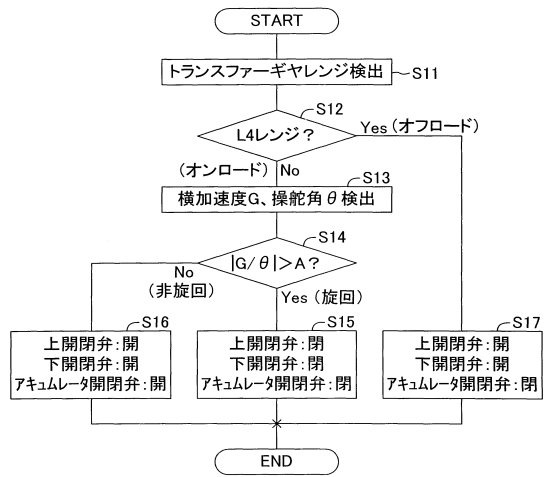 START
トランスファーギヤレンジ検出
S11
S12
L4レンジ?
Yes(オフロード)
(オンロード)
No
S13
横加速度G、操舵角θ検出
S14
|G/θ|>A?
No
(非旋回)
Yes(旋回)
S16
上開閉弁:開
下開閉弁:開
アキュムレータ開閉弁:開
S15
上開閉弁:閉
下開閉弁:閉
アキュムレータ開閉弁:閉
S17
上開閉弁:開
下開閉弁:開
アキュムレータ開閉弁:閉
END